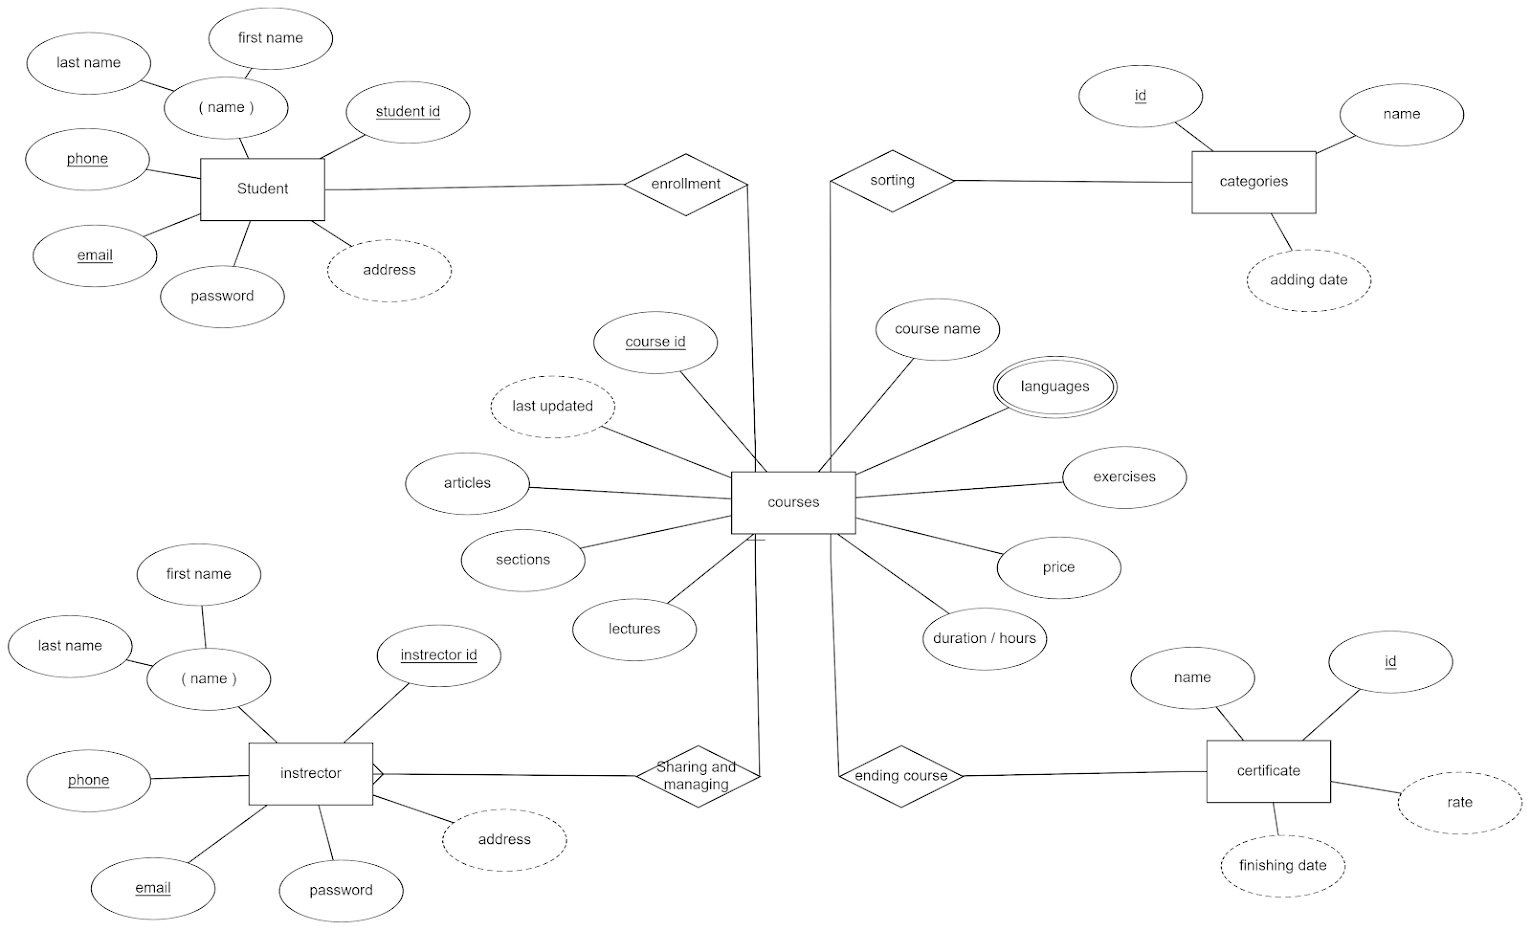 first name
last name
( name )
student id
phone
Student
email
password
address
enrollment
sorting
id
name
categories
adding date
course id
course name
last updated
languages
articles
courses
exercises
sections
price
lectures
duration / hours
first name
last name
( name )
instrector id
phone
instrector
email
password
address
Sharing and
managing
ending course
name
id
certificate
rate
finishing date